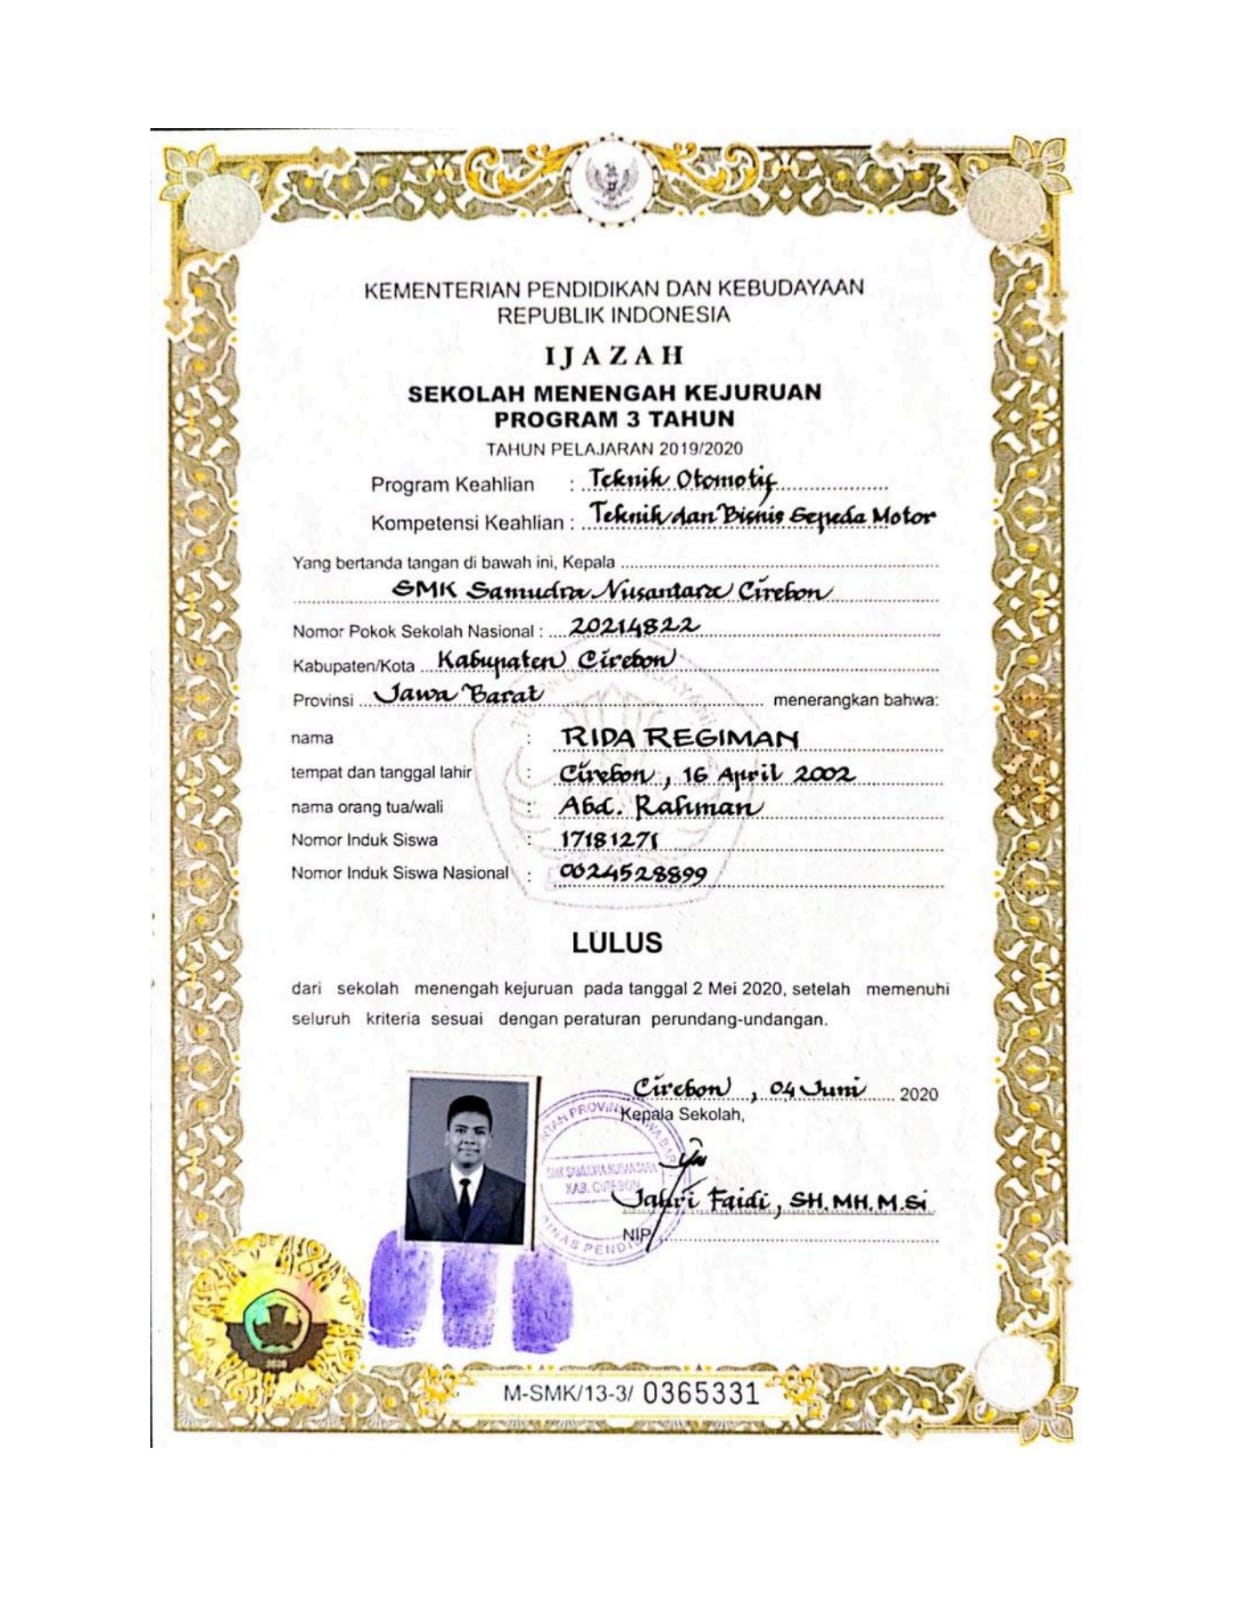 KEMENTERIAN PENDIDIKAN DAN KEBUDAYAAN
REPUBLIK INDONESIA
IJAZAH
SEKOLAH MENENGAH KEJURUAN
PROGRAM 3 TAHUN
TAHUN PELAJARAN 2019/2020
Program Keahlian : Teknik Otomotif
Kompetensi Keahlian : Teknik dan Bisnis Sepeda Motor
Yang bertanda tangan di bawah ini, Kepala
SMK Samudra Nusantara Cirebon
Nomor Pokok Sekolah Nasional : 20214822
Kabupaten/Kota Kabupaten Cirebon
Provinsi Jawa Barat menerangkan bahwa:
nama : RIDA REGIMAN
tempat dan tanggal lahir : Cirebon, 16 April 2002
nama orang tua/wali : Abd. Rahman
Nomor Induk Siswa : 17181271
Nomor Induk Siswa Nasional : 0024528899
LULUS
dari sekolah menengah kejuruan pada tanggal 2 Mei 2020, setelah memenuhi
seluruh kriteria sesuai dengan peraturan perundang-undangan.
Cirebon, 04 Juni 2020
Kepala Sekolah,
SMK SAMUDRA NUSANTARA
KAB. CIREBON
Jahri Faidi, SH.MH.M.Si
NIP
2020
M-SMK/13-3/ 0365331